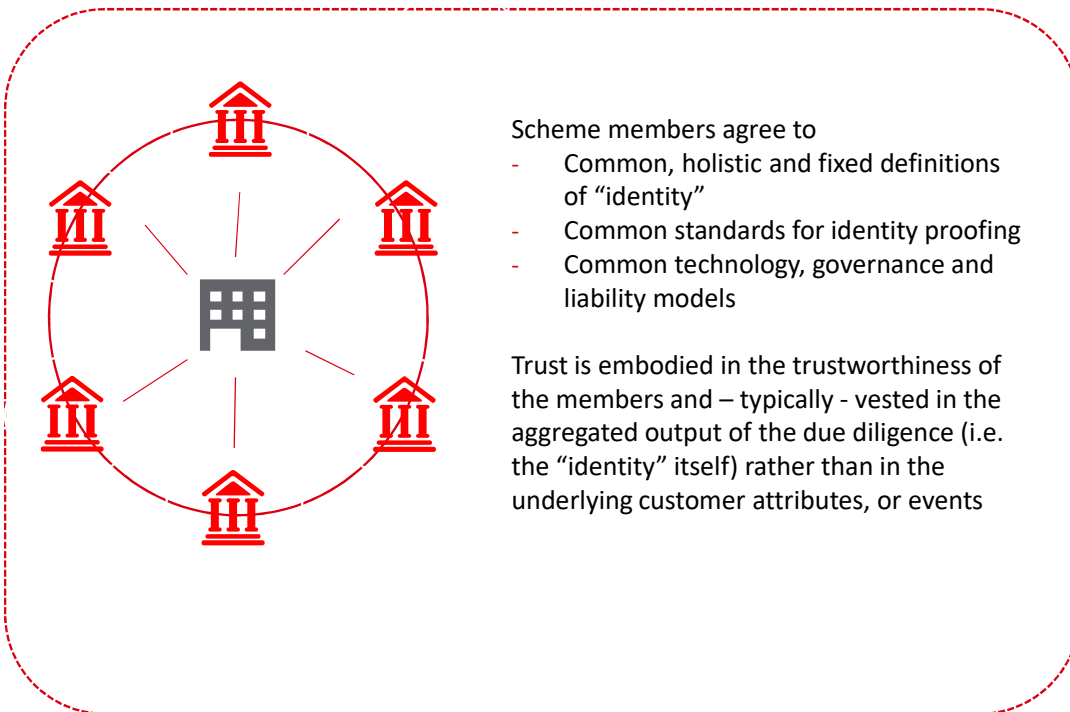 Scheme members agree to
- Common, holistic and fixed definitions
of “identity”
- Common standards for identity proofing
- Common technology, governance and
liability models
Trust is embodied in the trustworthiness of
the members and – typically - vested in the
aggregated output of the due diligence (i.e.
the “identity” itself) rather than in the
underlying customer attributes, or events